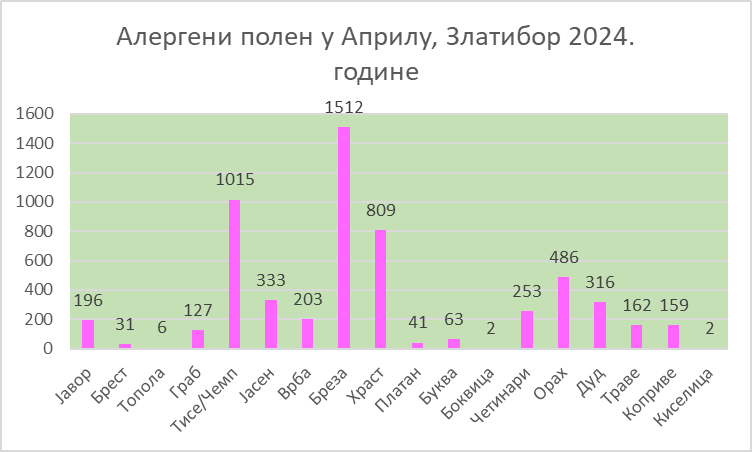 Алергени полен у Априлу, Златибор 2024.
године
1600
1400
1200
1000
800
600
400
200
0
196
31
6
127
1015
333
203
1512
809
41
63
2
253
486
316
162
159
2
Јавор
Брест
Топола
Граб
Тисе/Чемп
Јасен
Врба
Бреза
Храст
Платан
Буква
Боквица
Четинари
Орах
Дуд
Траве
Коприве
Киселица